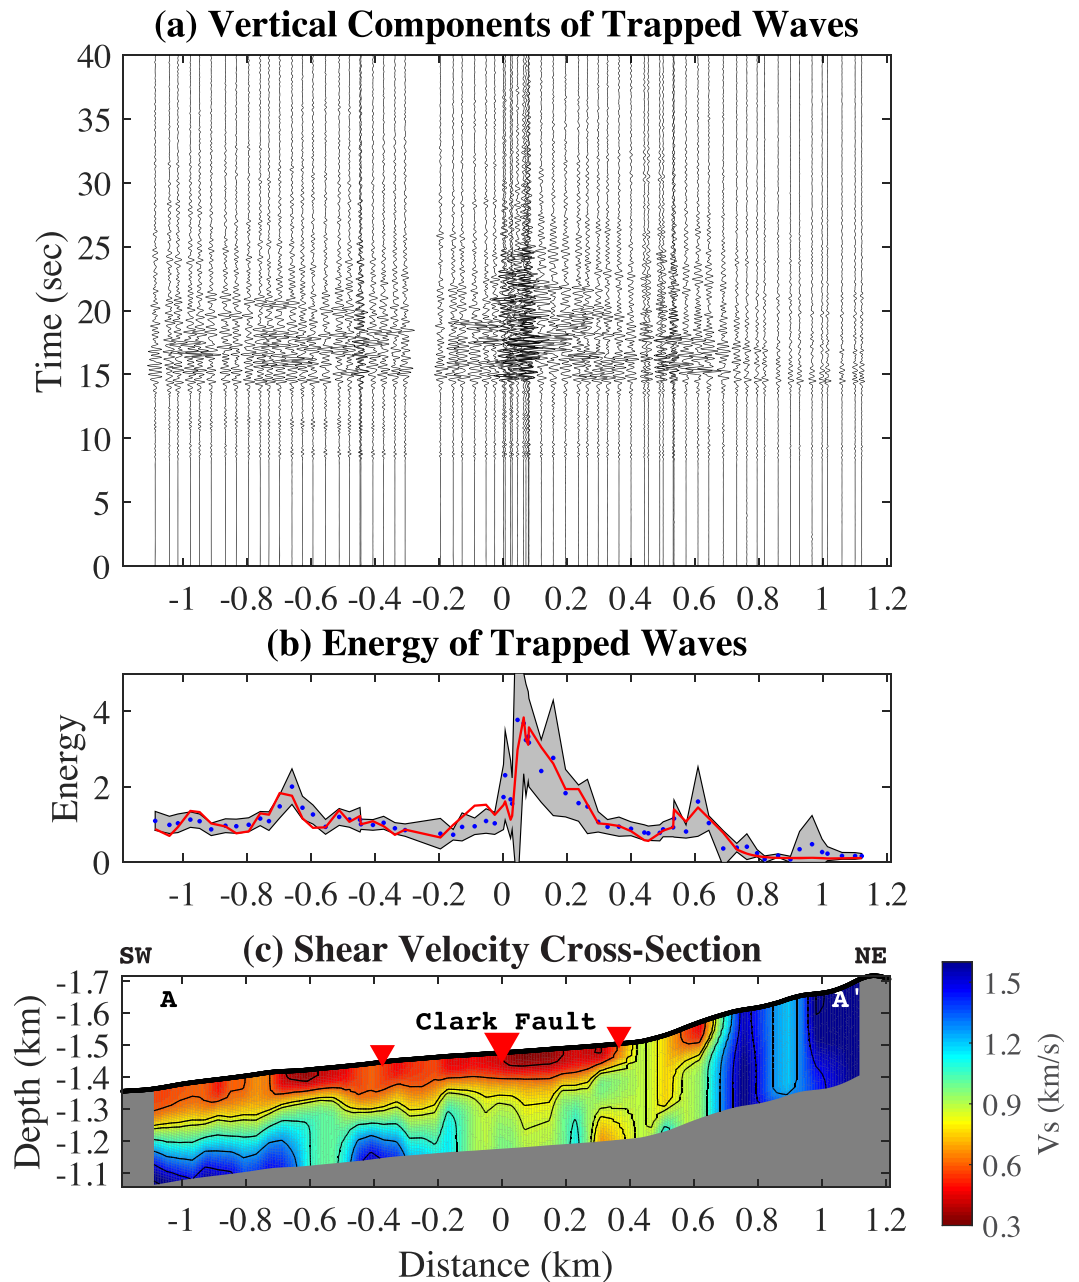 (a) Vertical Components of Trapped Waves
40
35
30
25
20
15
10
5
0
Time (sec)
-1 -0.8 -0.6 -0.4 -0.2 0 0.2 0.4 0.6 0.8 1 1.2
(b) Energy of Trapped Waves
4
2
0
Energy
-1 -0.8 -0.6 -0.4 -0.2 0 0.2 0.4 0.6 0.8 1 1.2
SW (c) Shear Velocity Cross-Section NE
-1.7
-1.6
-1.5
-1.4
-1.3
-1.2
-1.1
Depth (km)
A A'
Clark Fault
1.5
1.2
0.9
0.6
0.3
Vs (km/s)
-1 -0.8 -0.6 -0.4 -0.2 0 0.2 0.4 0.6 0.8 1 1.2
Distance (km)